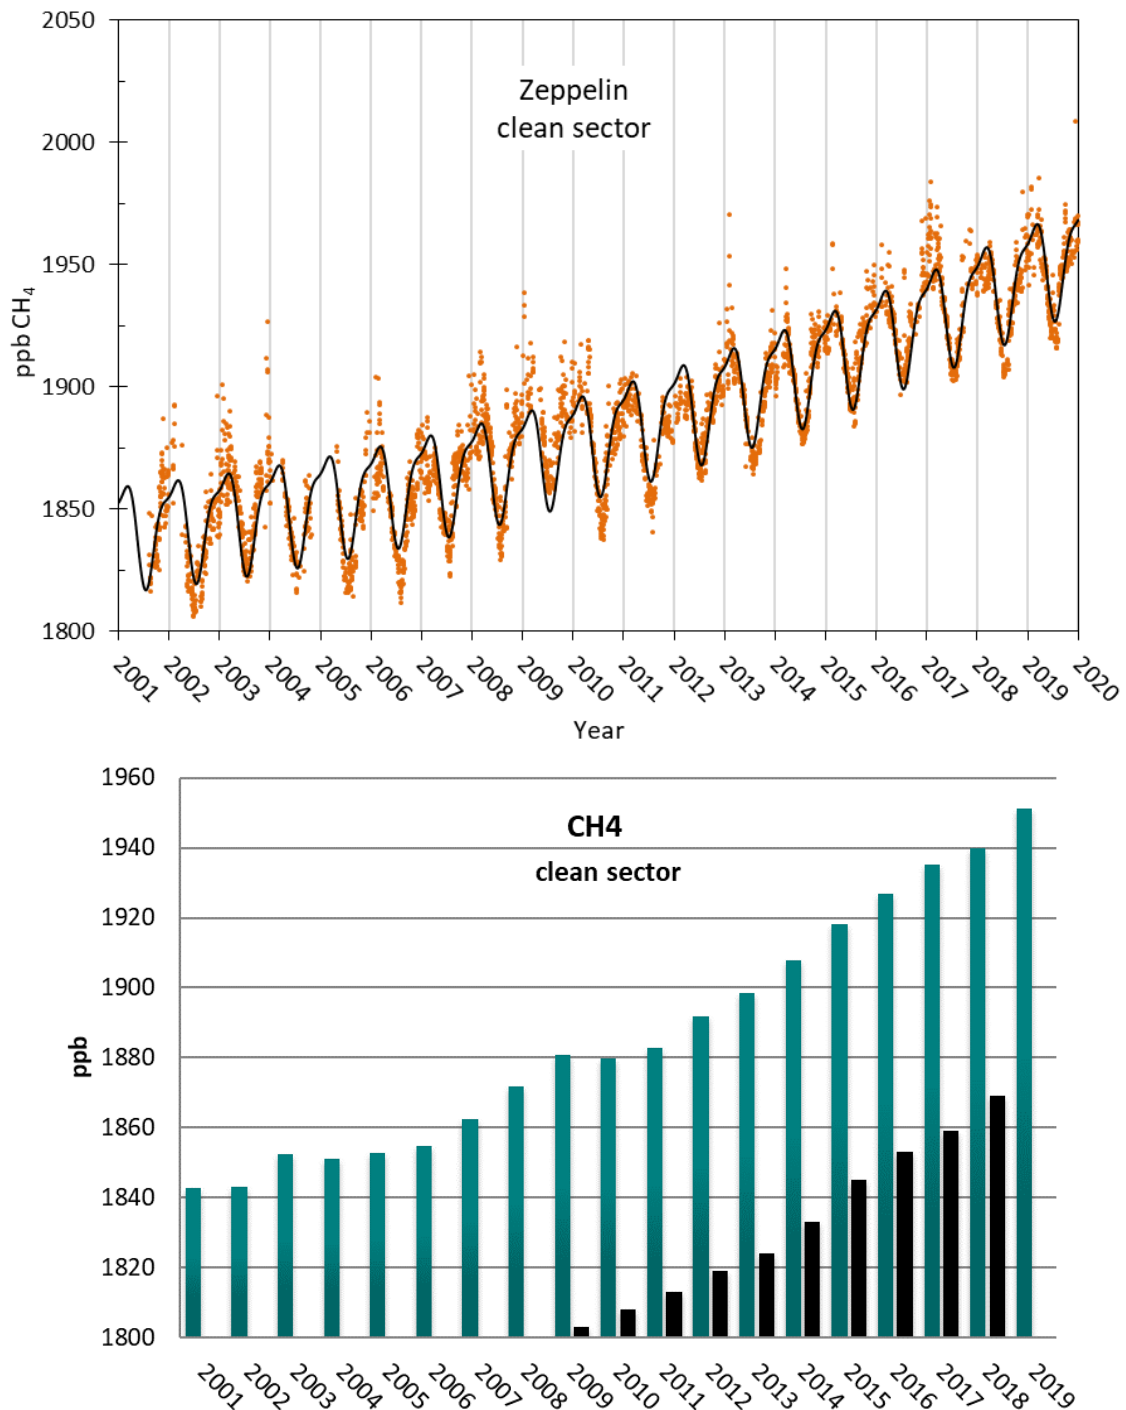 2050
2000
1950
1900
1850
1800
ppb CH4
Zeppelin
clean sector
2001 2002 2003 2004 2005 2006 2007 2008 2009 2010 2011 2012 2013 2014 2015 2016 2017 2018 2019 2020
Year
1960
1940
1920
1900
1880
1860
1840
1820
1800
ppb
CH4
clean sector
2001 2002 2003 2004 2005 2006 2007 2008 2009 2010 2011 2012 2013 2014 2015 2016 2017 2018 2019